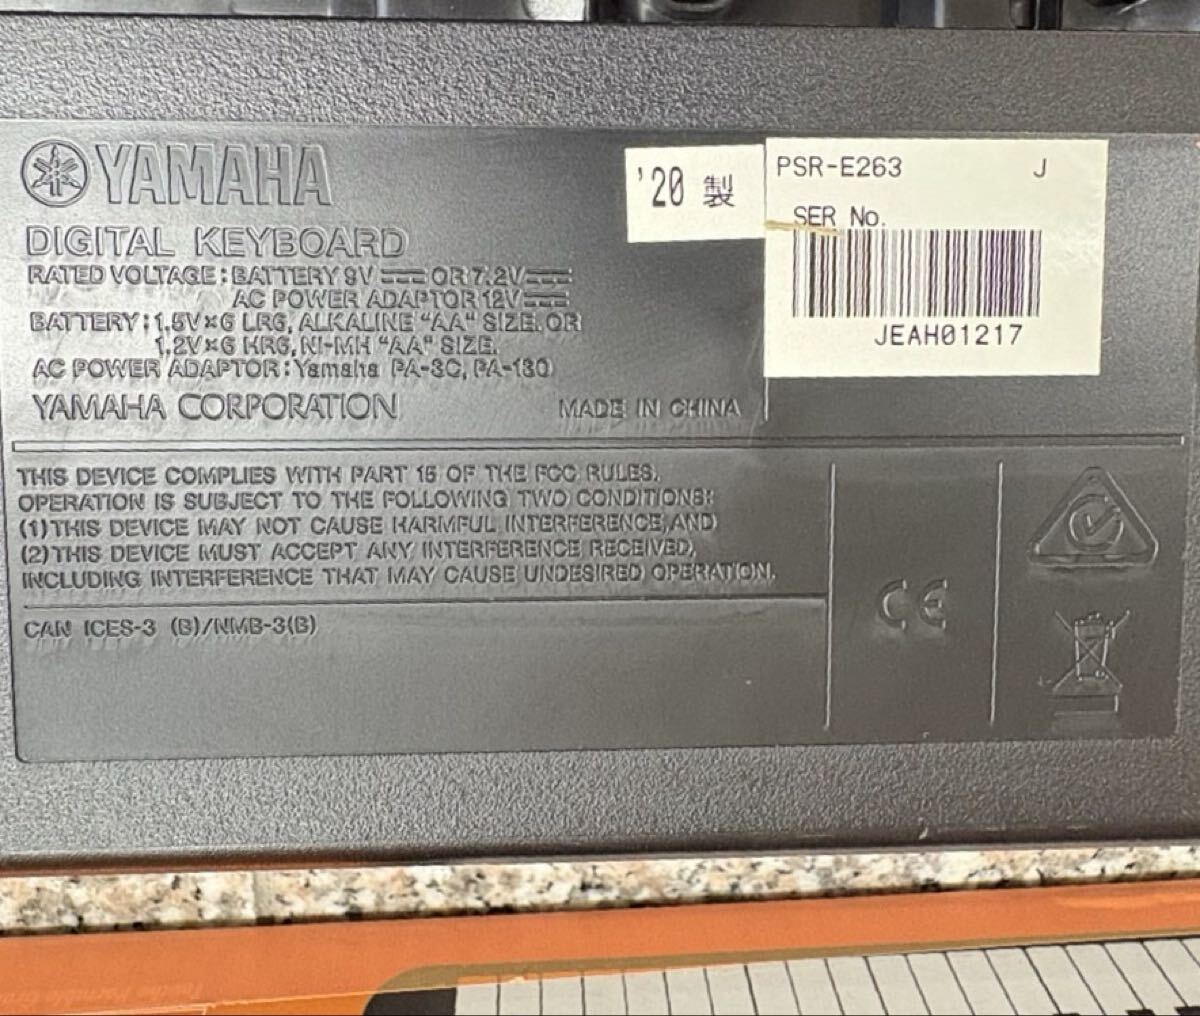 YAMAHA
DIGITAL KEYBOARD
RATED VOLTAGE: BATTERY 9V OR 7.2V
AC POWER ADAPTOR 12V
BATTERY: 1.5V×6 LR6, ALKALINE "AA" SIZE. OR
1.2V×6 HR6, NI-MH "AA" SIZE.
AC POWER ADAPTOR: Yamaha PA-3C, PA-130
YAMAHA CORPORATION
MADE IN CHINA
'20 製
PSR-E263 J
SER No.
JEAH01217
THIS DEVICE COMPLIES WITH PART 15 OF THE FCC RULES.
OPERATION IS SUBJECT TO THE FOLLOWING TWO CONDITIONS:
(1) THIS DEVICE MAY NOT CAUSE HARMFUL INTERFERENCE, AND
(2) THIS DEVICE MUST ACCEPT ANY INTERFERENCE RECEIVED,
INCLUDING INTERFERENCE THAT MAY CAUSE UNDESIRED OPERATION.
CAN ICES-3 (B)/NMB-3(B)
CE